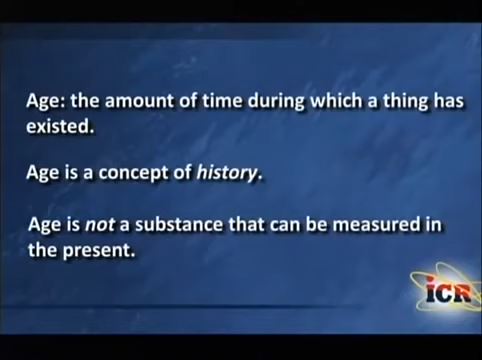 Age: the amount of time during which a thing has
existed.
Age is a concept of history.
Age is not a substance that can be measured in
the present.
iCR